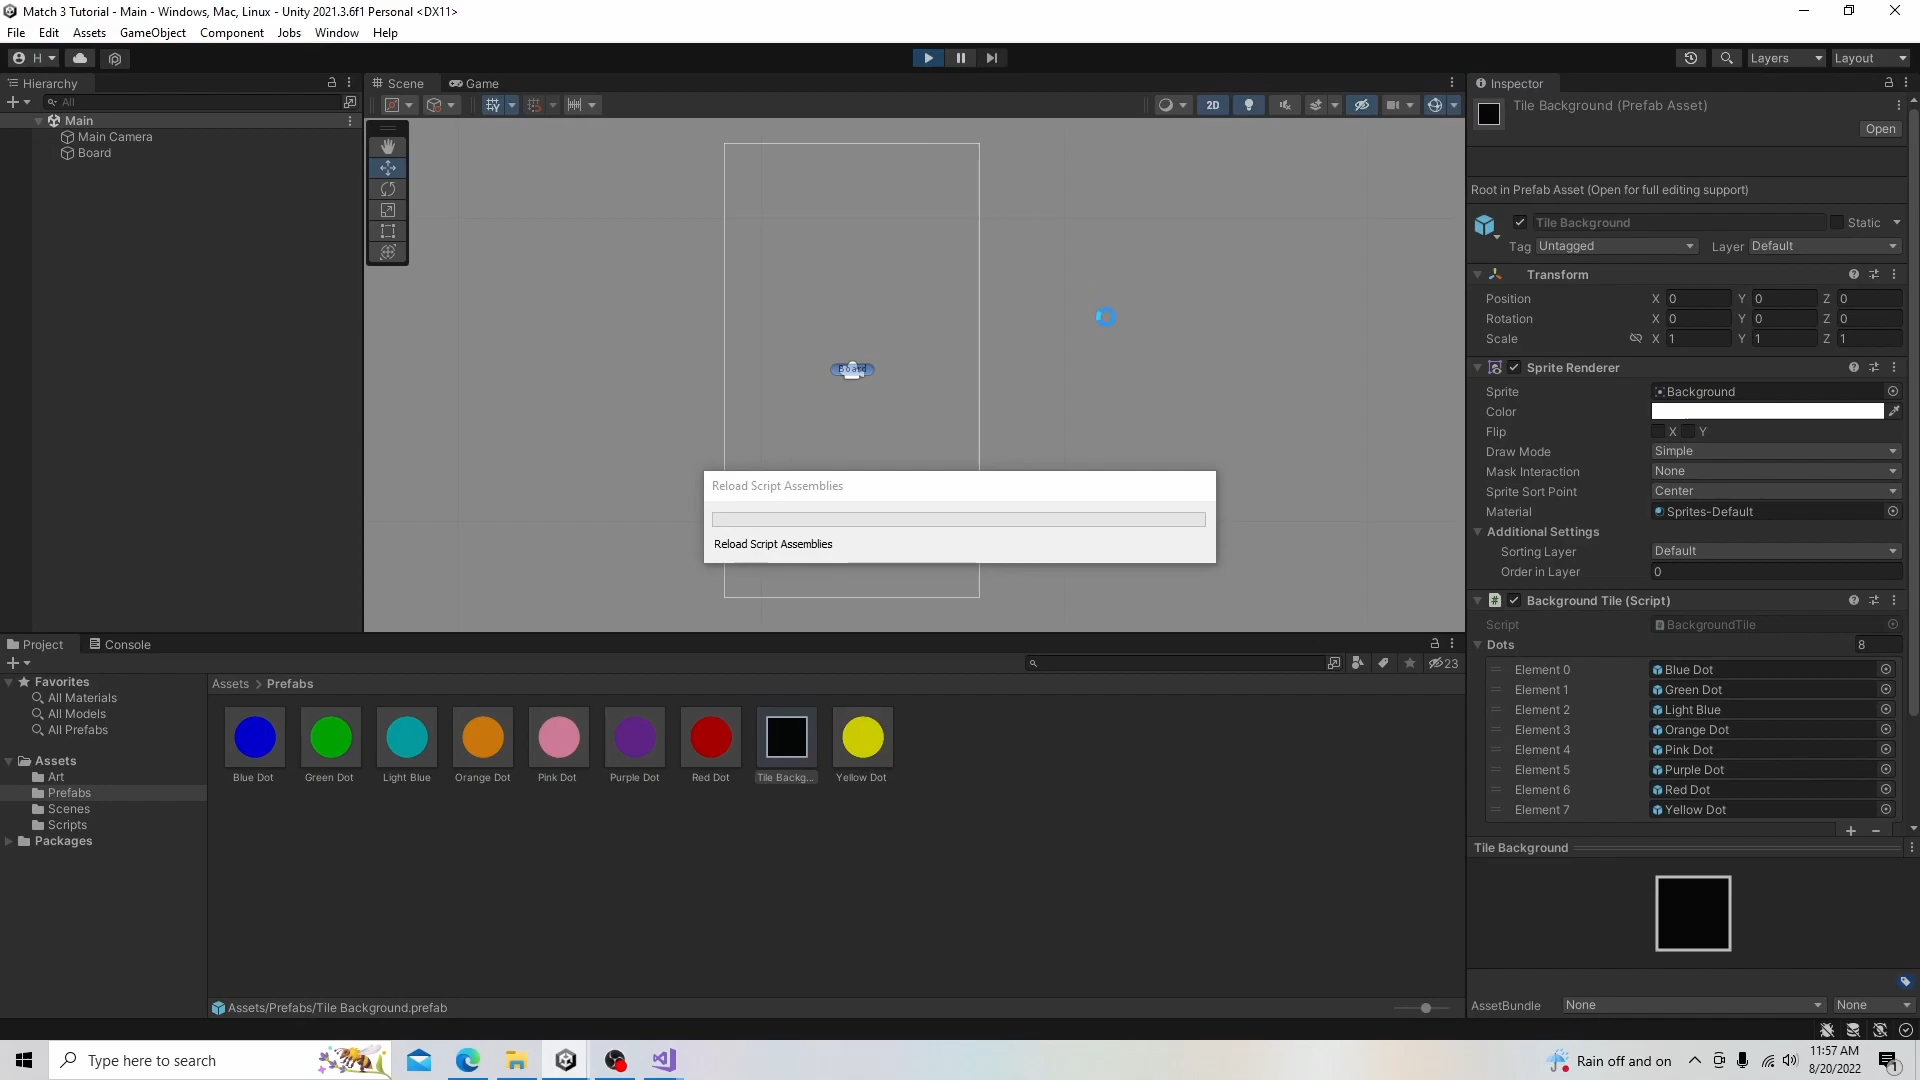 Match 3 Tutorial - Main - Windows, Mac, Linux - Unity 2021.3.6f1 Personal <DX11>
File Edit Assets GameObject Component Jobs Window Help
H Layers Layout
Hierarchy
All
Main
Main Camera
Board
Scene Game
2D
Board
Reload Script Assemblies
Reload Script Assemblies
Inspector
Tile Background (Prefab Asset)
Open
Root in Prefab Asset (Open for full editing support)
Tile Background Static
Tag Untagged Layer Default
Transform
Position X 0 Y 0 Z 0
Rotation X 0 Y 0 Z 0
Scale X 1 Y 1 Z 1
Sprite Renderer
Sprite Background
Color
Flip X Y
Draw Mode Simple
Mask Interaction None
Sprite Sort Point Center
Material Sprites-Default
Additional Settings
Sorting Layer Default
Order in Layer 0
# Background Tile (Script)
Script BackgroundTile
Dots 8
Element 0 Blue Dot
Element 1 Green Dot
Element 2 Light Blue
Element 3 Orange Dot
Element 4 Pink Dot
Element 5 Purple Dot
Element 6 Red Dot
Element 7 Yellow Dot
Tile Background
AssetBundle None None
Project Console
23
Favorites
All Materials
All Models
All Prefabs
Assets
Art
Prefabs
Scenes
Scripts
Packages
Assets > Prefabs
Blue Dot Green Dot Light Blue Orange Dot Pink Dot Purple Dot Red Dot Tile Backg... Yellow Dot
Assets/Prefabs/Tile Background.prefab
Type here to search
Rain off and on
11:57 AM
8/20/2022
1